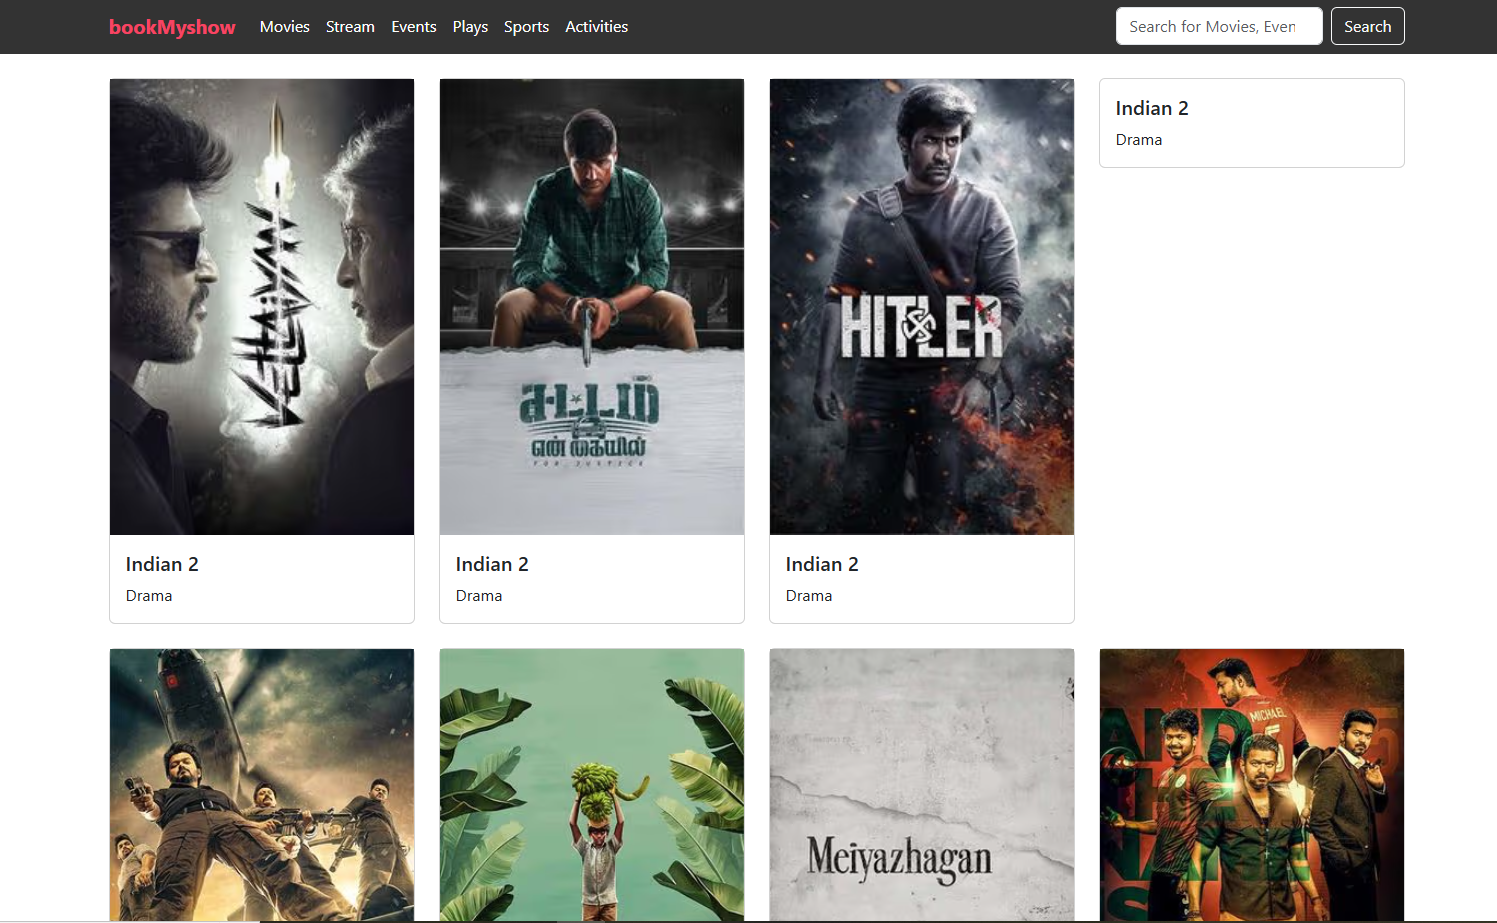 bookMyshow Movies Stream Events Plays Sports Activities Search for Movies, Even Search
VETTAIYAN
சட்டம்
என் கையில்
FOR JUSTICE
HITLER
Indian 2
Drama
Indian 2
Drama
Indian 2
Drama
Indian 2
Drama
Meiyazhagan
MICHAEL
5